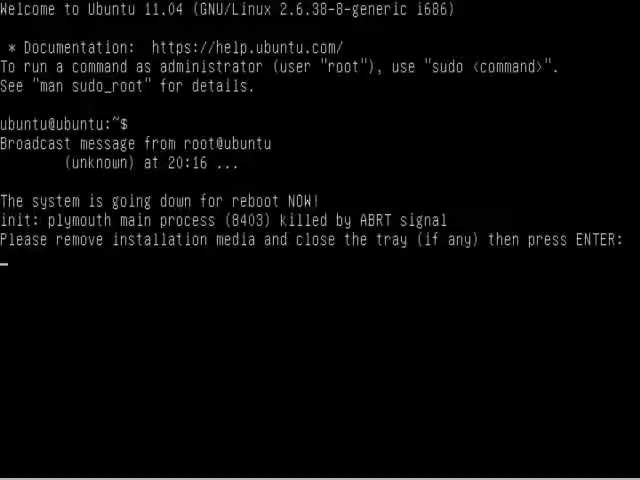 Welcome to Ubuntu 11.04 (GNU/Linux 2.6.38-8-generic i686)
* Documentation:  https://help.ubuntu.com/
To run a command as administrator (user "root"), use "sudo <command>".
See "man sudo_root" for details.
ubuntu@ubuntu:~$
Broadcast message from root@ubuntu
(unknown) at 20:16 ...
The system is going down for reboot NOW!
init: plymouth main process (8403) killed by ABRT signal
Please remove installation media and close the tray (if any) then press ENTER: